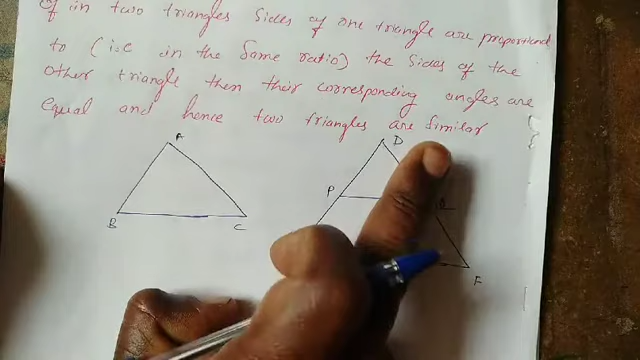 If in two triangles sides of one triangle are proportional
to (i.e in the same ratio) the sides of the
other triangle then their corresponding angles are
equal and hence two triangles are similar
A D
P
B C
F